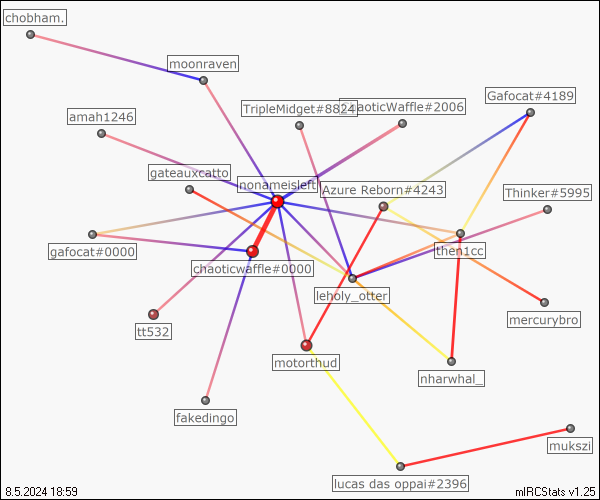 chobham.
moonraven
Gafocat#4189
TripleMidget#8824
chaoticWaffle#2006
amah1246
gateauxcatto
nonameisleft
Azure Reborn#4243
Thinker#5995
gafocat#0000
then1cc
chaoticwaffle#0000
leholy_otter
mercurybro
tt532
motorthud
nharwhal_
fakedingo
mukszi
lucas das oppai#2396
8.5.2024 18:59
mIRCStats v1.25